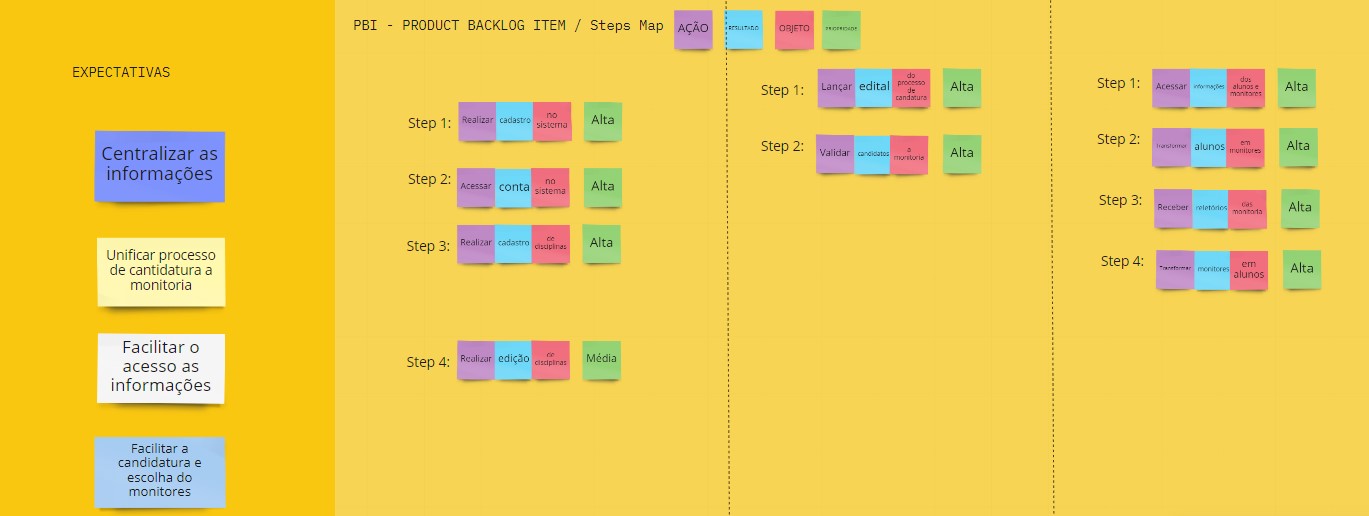 PBI - PRODUCT BACKLOG ITEM / Steps Map
AÇÃO
RESULTADO
OBJETO
PRIORIDADE
EXPECTATIVAS
Centralizar as
informações
Unificar processo
de cantidatura a
monitoria
Facilitar o
acesso as
informações
Facilitar a
candidatura e
escolha do
monitores
Step 1:
Realizar
cadastro
no
sistema
Alta
Step 2:
Acessar
conta
no
sistema
Alta
Step 3:
Realizar
cadastro
de
disciplinas
Alta
Step 4:
Realizar
edição
de
disciplinas
Média
Step 1:
Lançar
edital
do
processo
de
candatura
Alta
Step 2:
Validar
candidatos
a
monitoria
Alta
Step 1:
Acessar
informações
dos
alunos e
monitores
Alta
Step 2:
Transformar
alunos
em
monitores
Alta
Step 3:
Receber
reletórios
das
monitoria
Alta
Step 4:
Transformar
monitores
em
alunos
Alta